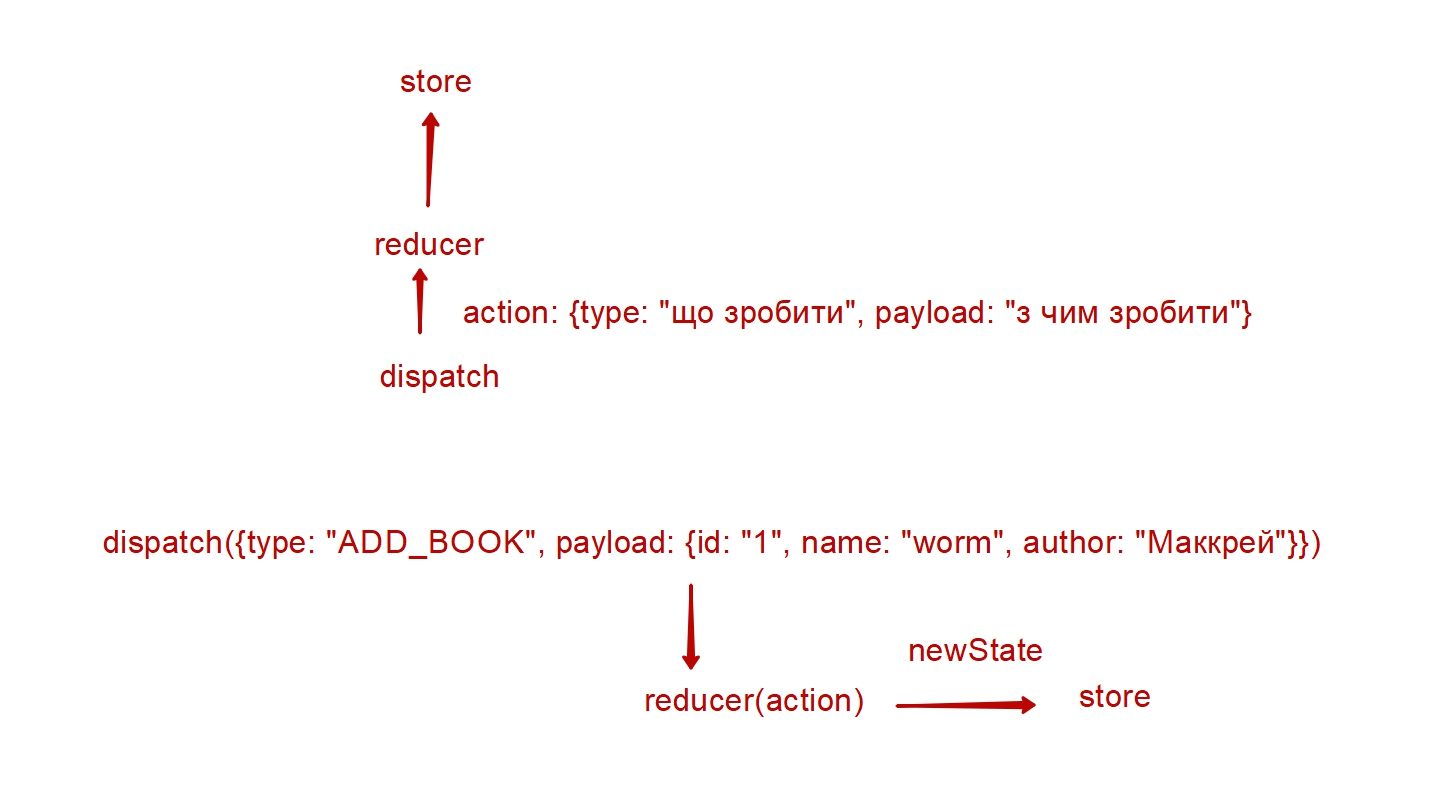 store
reducer
action: {type: "що зробити", payload: "з чим зробити"}
dispatch
dispatch({type: "ADD_BOOK", payload: {id: "1", name: "worm", author: "Маккрей"}})
newState
reducer(action)
store